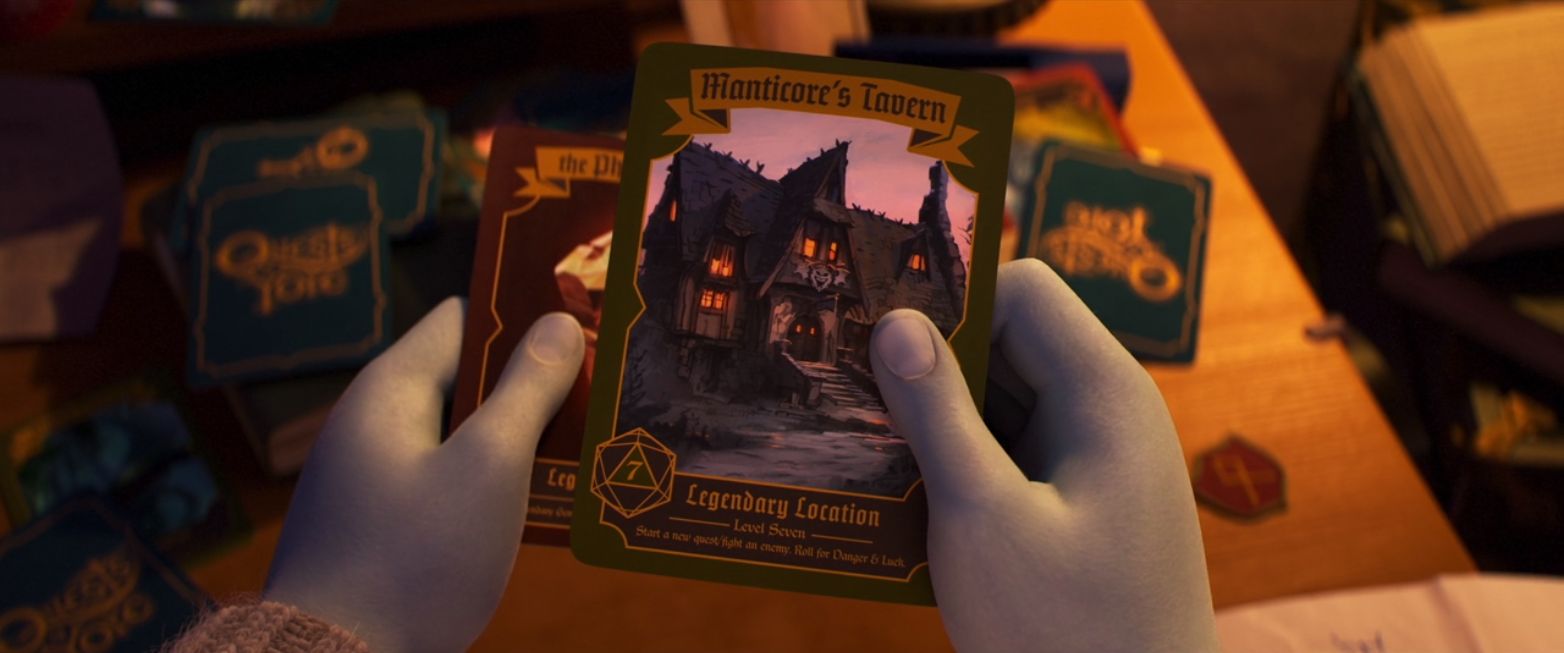 Manticore's Tavern
7
Legendary Location
Level Seven
Start a new quest/fight an enemy. Roll for Danger & Luck.
the Ph
Leg
Quests
of Yore
Quests
of Yore
Quests
of Yore